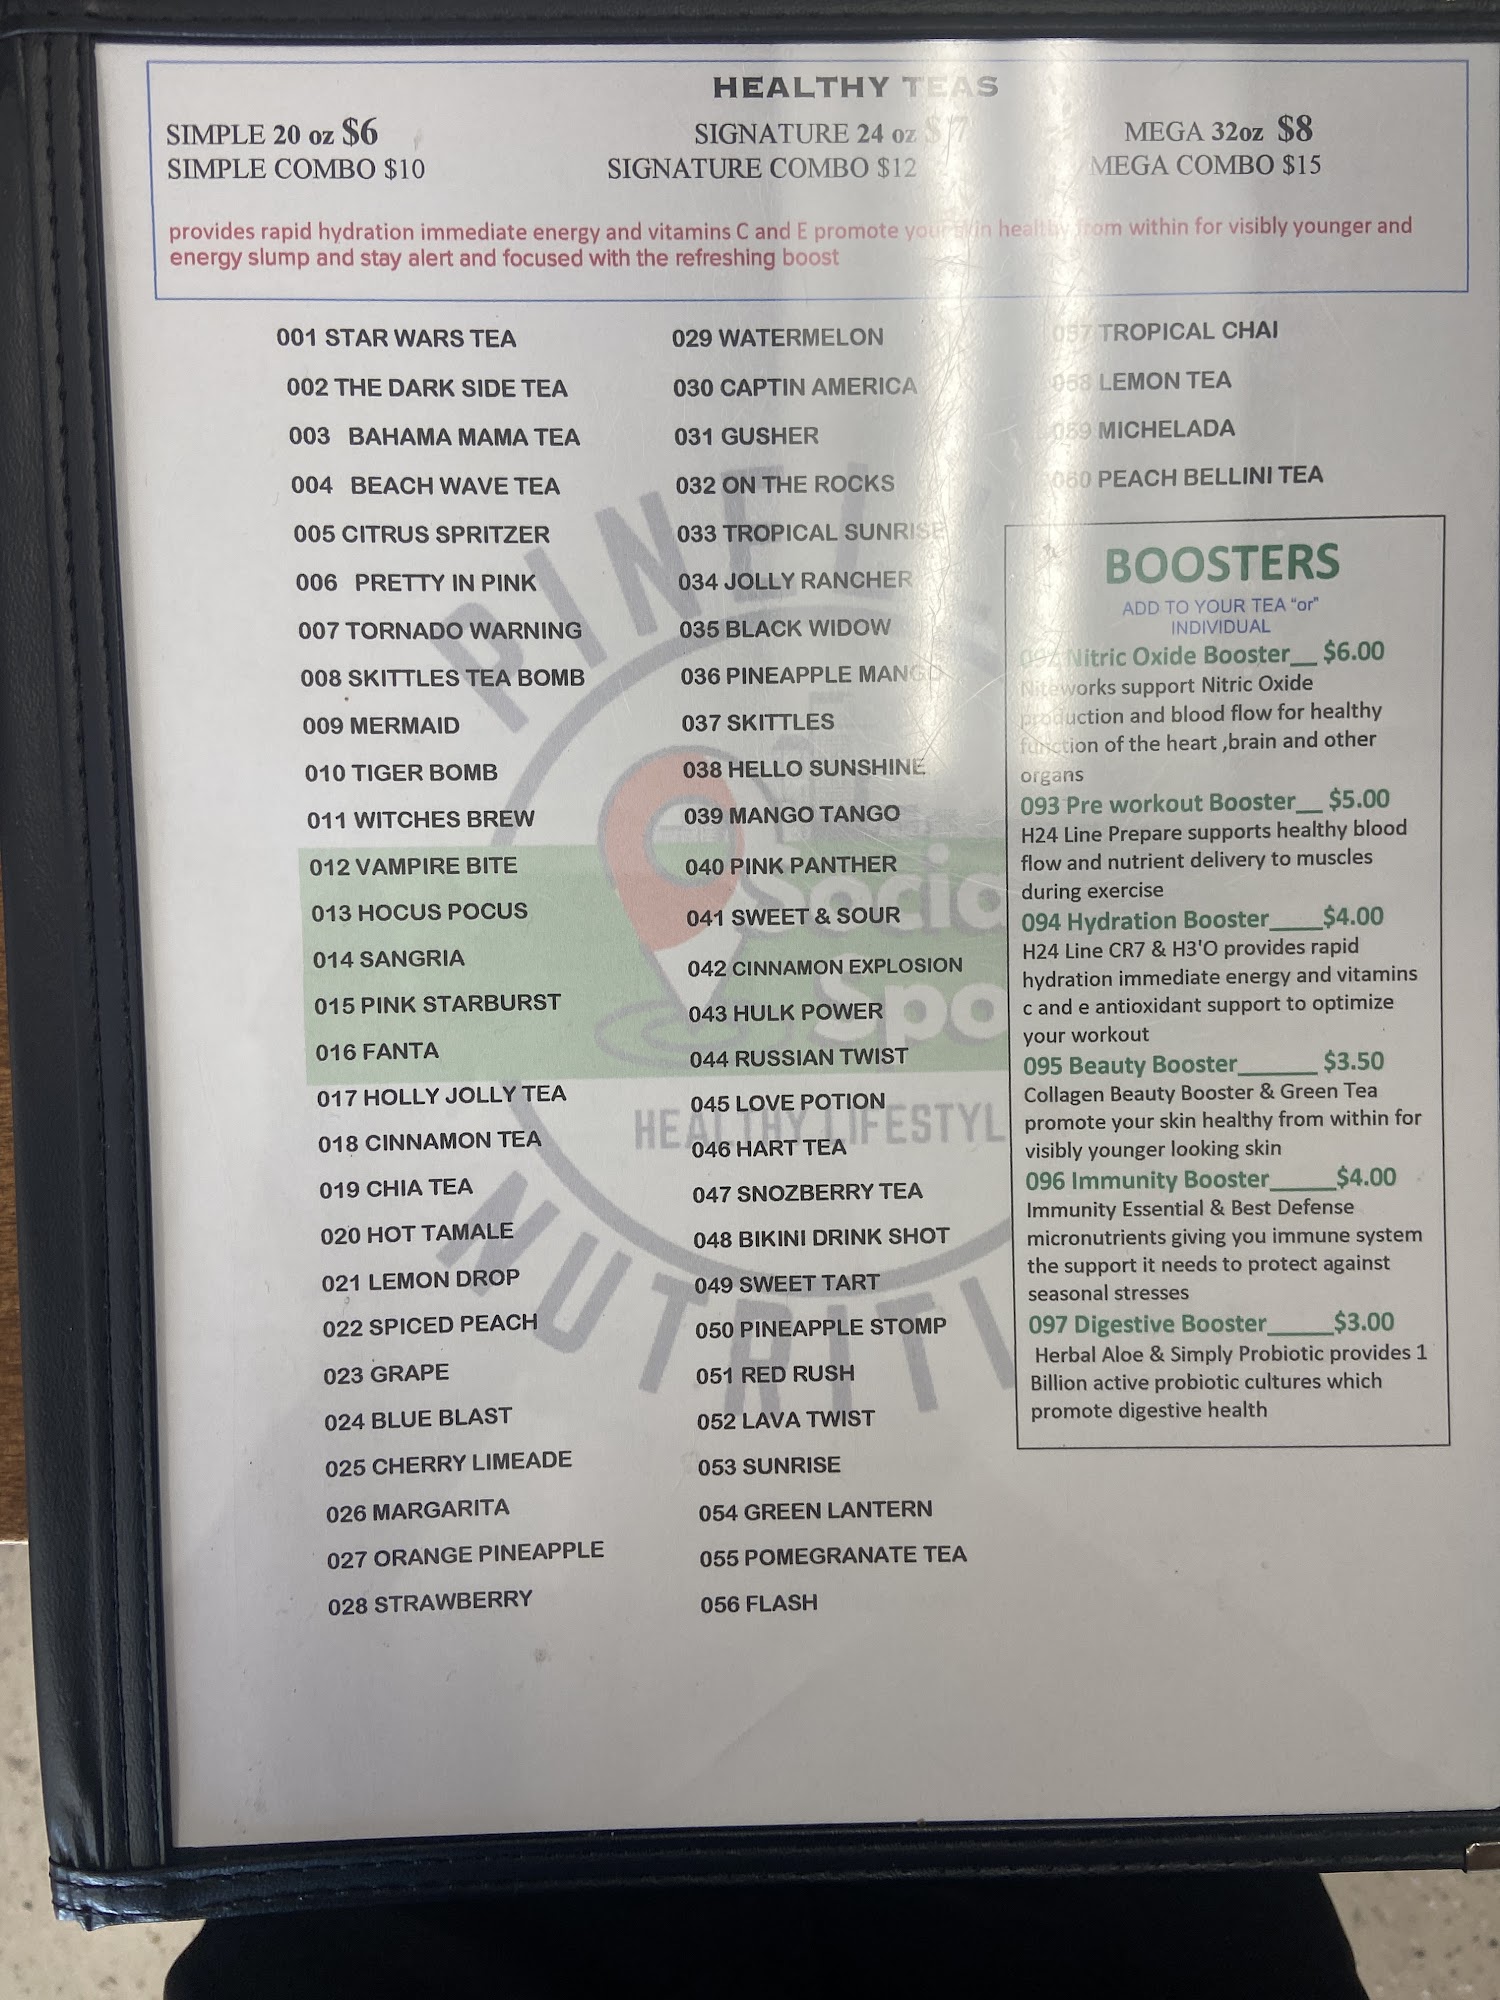 HEALTHY TEAS
SIMPLE 20 oz $6
SIMPLE COMBO $10
SIGNATURE 24 oz $7
SIGNATURE COMBO $12
MEGA 32oz $8
MEGA COMBO $15
provides rapid hydration immediate energy and vitamins C and E promote your skin healthy from within for visibly younger and
energy slump and stay alert and focused with the refreshing boost
001 STAR WARS TEA
002 THE DARK SIDE TEA
003 BAHAMA MAMA TEA
004 BEACH WAVE TEA
005 CITRUS SPRITZER
006 PRETTY IN PINK
007 TORNADO WARNING
008 SKITTLES TEA BOMB
009 MERMAID
010 TIGER BOMB
011 WITCHES BREW
012 VAMPIRE BITE
013 HOCUS POCUS
014 SANGRIA
015 PINK STARBURST
016 FANTA
017 HOLLY JOLLY TEA
018 CINNAMON TEA
019 CHIA TEA
020 HOT TAMALE
021 LEMON DROP
022 SPICED PEACH
023 GRAPE
024 BLUE BLAST
025 CHERRY LIMEADE
026 MARGARITA
027 ORANGE PINEAPPLE
028 STRAWBERRY
029 WATERMELON
030 CAPTIN AMERICA
031 GUSHER
032 ON THE ROCKS
033 TROPICAL SUNRISE
034 JOLLY RANCHER
035 BLACK WIDOW
036 PINEAPPLE MANGO
037 SKITTLES
038 HELLO SUNSHINE
039 MANGO TANGO
040 PINK PANTHER
041 SWEET & SOUR
042 CINNAMON EXPLOSION
043 HULK POWER
044 RUSSIAN TWIST
045 LOVE POTION
046 HART TEA
047 SNOZBERRY TEA
048 BIKINI DRINK SHOT
049 SWEET TART
050 PINEAPPLE STOMP
051 RED RUSH
052 LAVA TWIST
053 SUNRISE
054 GREEN LANTERN
055 POMEGRANATE TEA
056 FLASH
057 TROPICAL CHAI
058 LEMON TEA
059 MICHELADA
060 PEACH BELLINI TEA
BOOSTERS
ADD TO YOUR TEA "or"
INDIVIDUAL
Nitric Oxide Booster__ $6.00
Niteworks support Nitric Oxide
production and blood flow for healthy
function of the heart ,brain and other
organs
093 Pre workout Booster__ $5.00
H24 Line Prepare supports healthy blood
flow and nutrient delivery to muscles
during exercise
094 Hydration Booster____$4.00
H24 Line CR7 & H3'O provides rapid
hydration immediate energy and vitamins
c and e antioxidant support to optimize
your workout
095 Beauty Booster______ $3.50
Collagen Beauty Booster & Green Tea
promote your skin healthy from within for
visibly younger looking skin
096 Immunity Booster_____$4.00
Immunity Essential & Best Defense
micronutrients giving you immune system
the support it needs to protect against
seasonal stresses
097 Digestive Booster_____$3.00
Herbal Aloe & Simply Probiotic provides 1
Billion active probiotic cultures which
promote digestive health
Social
Spo
HEALTHY LIFESTYL
NUTRITI